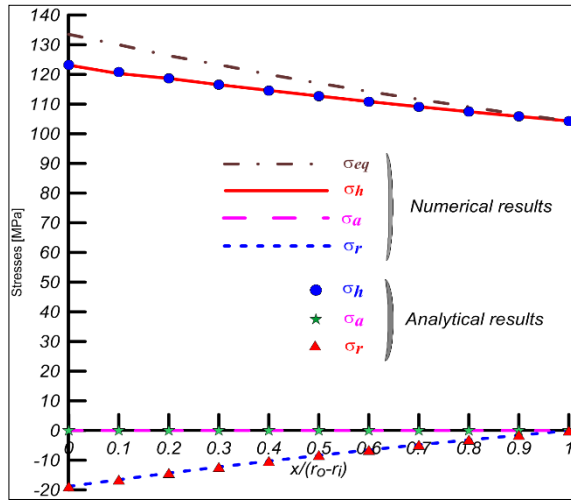 140
130
120
110
100
90
80
70
60
50
40
30
20
10
0
-10
-20
Stresses [MPa]
σeq
σh
σa
σr
Numerical results
σh
σa
σr
Analytical results
0 0.1 0.2 0.3 0.4 0.5 0.6 0.7 0.8 0.9 1
x/(rO-ri)